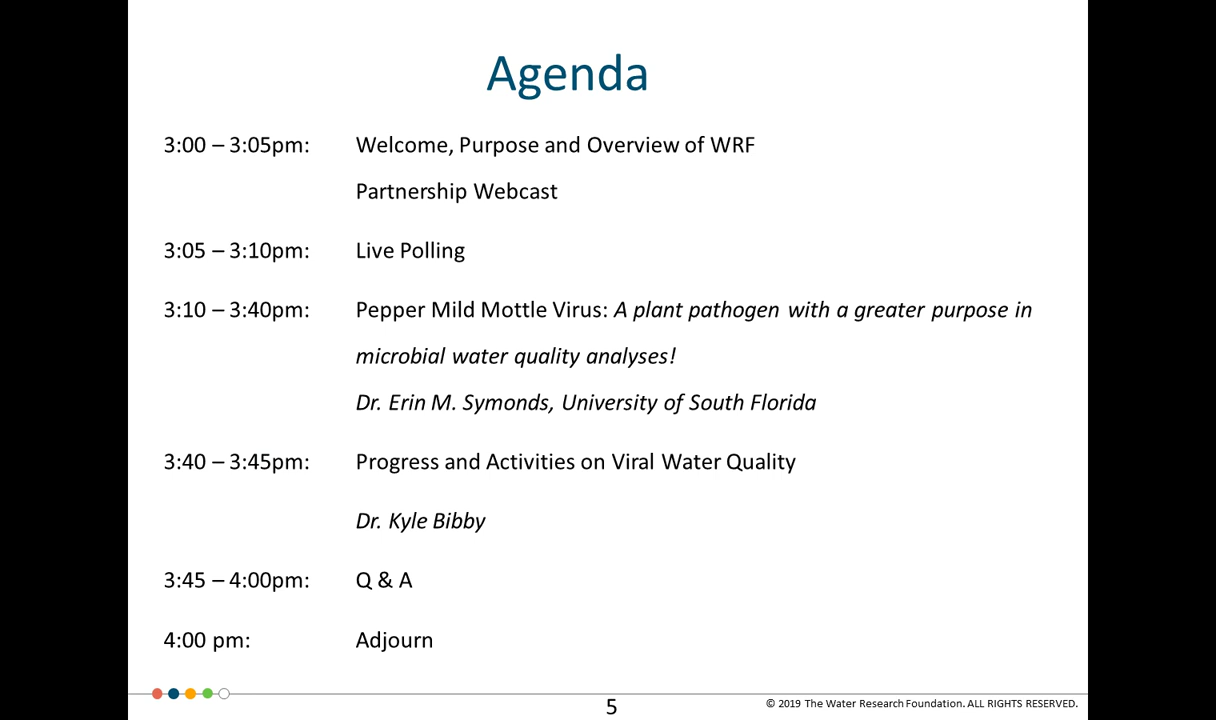 Agenda
3:00 – 3:05pm: Welcome, Purpose and Overview of WRF
Partnership Webcast
3:05 – 3:10pm: Live Polling
3:10 – 3:40pm: Pepper Mild Mottle Virus: A plant pathogen with a greater purpose in
microbial water quality analyses!
Dr. Erin M. Symonds, University of South Florida
3:40 – 3:45pm: Progress and Activities on Viral Water Quality
Dr. Kyle Bibby
3:45 – 4:00pm: Q & A
4:00 pm: Adjourn
5
© 2019 The Water Research Foundation. ALL RIGHTS RESERVED.